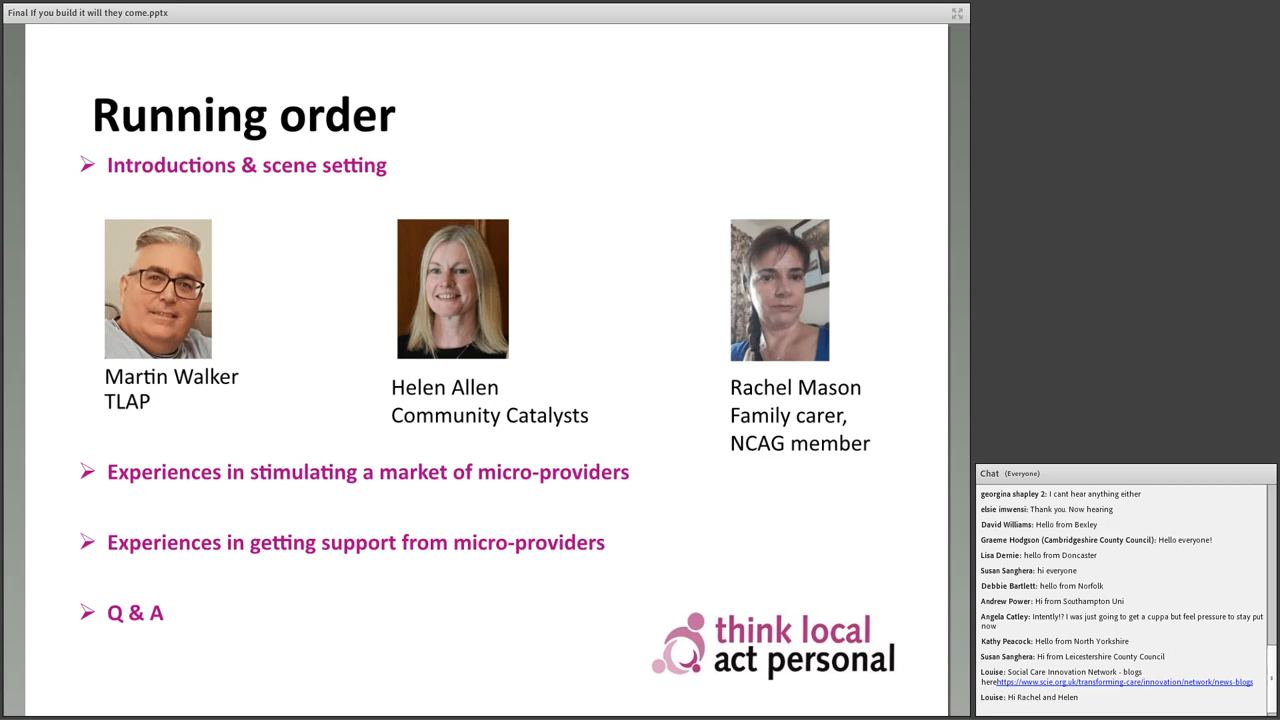 Final If you build it will they come.pptx
Running order
➢ Introductions & scene setting
Martin Walker
TLAP
Helen Allen
Community Catalysts
Rachel Mason
Family carer,
NCAG member
➢ Experiences in stimulating a market of micro-providers
➢ Experiences in getting support from micro-providers
➢ Q & A
think local
act personal
Chat (Everyone)
georgina shapley 2: I cant hear anything either
elsie imwensi: Thank you. Now hearing
David Williams: Hello from Bexley
Graeme Hodgson (Cambridgeshire County Council): Hello everyone!
Lisa Dernie: hello from Doncaster
Susan Sanghera: hi everyone
Debbie Bartlett: hello from Norfolk
Andrew Power: Hi from Southampton Uni
Angela Catley: Intently!? I was just going to get a cuppa but feel pressure to stay put
now
Kathy Peacock: Hello from North Yorkshire
Susan Sanghera: Hi from Leicestershire County Council
Louise: Social Care Innovation Network - blogs
herehttps://www.scie.org.uk/transforming-care/innovation/network/news-blogs
Louise: Hi Rachel and Helen